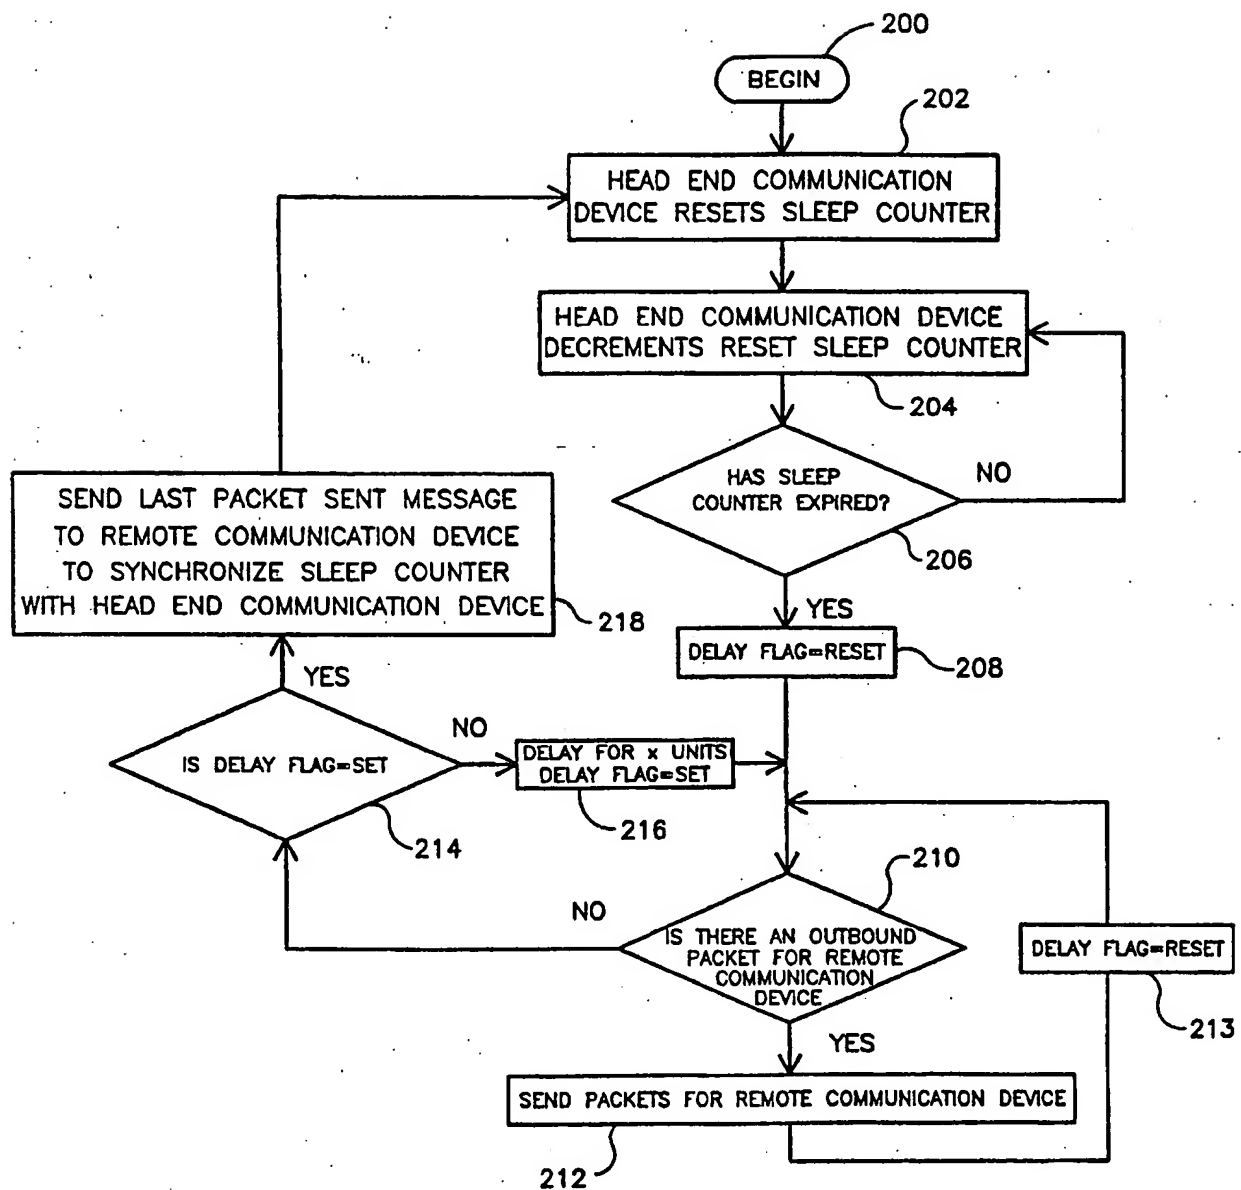 200
BEGIN
202
HEAD END COMMUNICATION
DEVICE RESETS SLEEP COUNTER
HEAD END COMMUNICATION DEVICE
DECREMENTS RESET SLEEP COUNTER
204
HAS SLEEP
COUNTER EXPIRED?
NO
206
YES
SEND LAST PACKET SENT MESSAGE
TO REMOTE COMMUNICATION DEVICE
TO SYNCHRONIZE SLEEP COUNTER
WITH HEAD END COMMUNICATION DEVICE
218
DELAY FLAG=RESET
208
YES
IS DELAY FLAG=SET
214
NO
DELAY FOR x UNITS
DELAY FLAG=SET
216
210
NO
IS THERE AN OUTBOUND
PACKET FOR REMOTE
COMMUNICATION
DEVICE
DELAY FLAG=RESET
213
YES
SEND PACKETS FOR REMOTE COMMUNICATION DEVICE
212